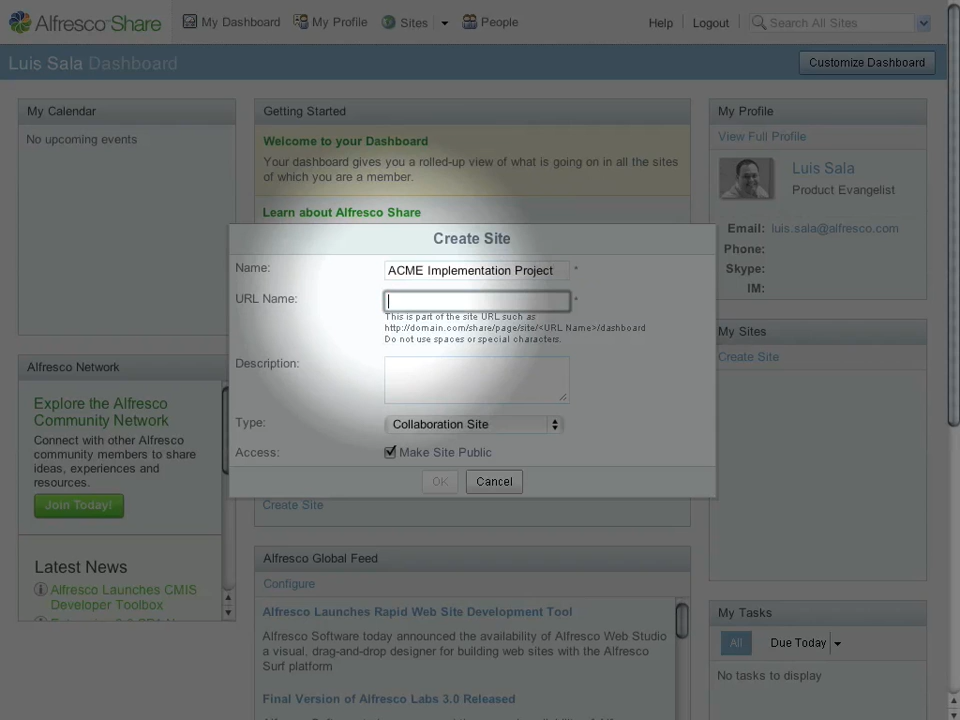 Alfresco Share
My Dashboard
My Profile
Sites
People
Help
Logout
Search All Sites
Luis Sala Dashboard
Customize Dashboard
My Calendar
No upcoming events
Getting Started
Welcome to your Dashboard
Your dashboard gives you a rolled-up view of what is going on in all the sites
of which you are a member.
Learn about Alfresco Share
My Profile
View Full Profile
Luis Sala
Product Evangelist
Email: luis.sala@alfresco.com
Phone:
Skype:
IM:
Create Site
Name: ACME Implementation Project *
URL Name: *
This is part of the site URL such as
http://domain.com/share/page/site/<URL Name>/dashboard
Do not use spaces or special characters.
Description:
Type: Collaboration Site
Access: Make Site Public
OK
Cancel
My Sites
Create Site
Alfresco Network
Explore the Alfresco
Community Network
Connect with other Alfresco
community members to share
ideas, experiences and
resources.
Join Today!
Latest News
Alfresco Launches CMIS
Developer Toolbox
Create Site
Alfresco Global Feed
Configure
Alfresco Launches Rapid Web Site Development Tool
Alfresco Software today announced the availability of Alfresco Web Studio
a visual, drag-and-drop designer for building web sites with the Alfresco
Surf platform
Final Version of Alfresco Labs 3.0 Released
My Tasks
All
Due Today
No tasks to display